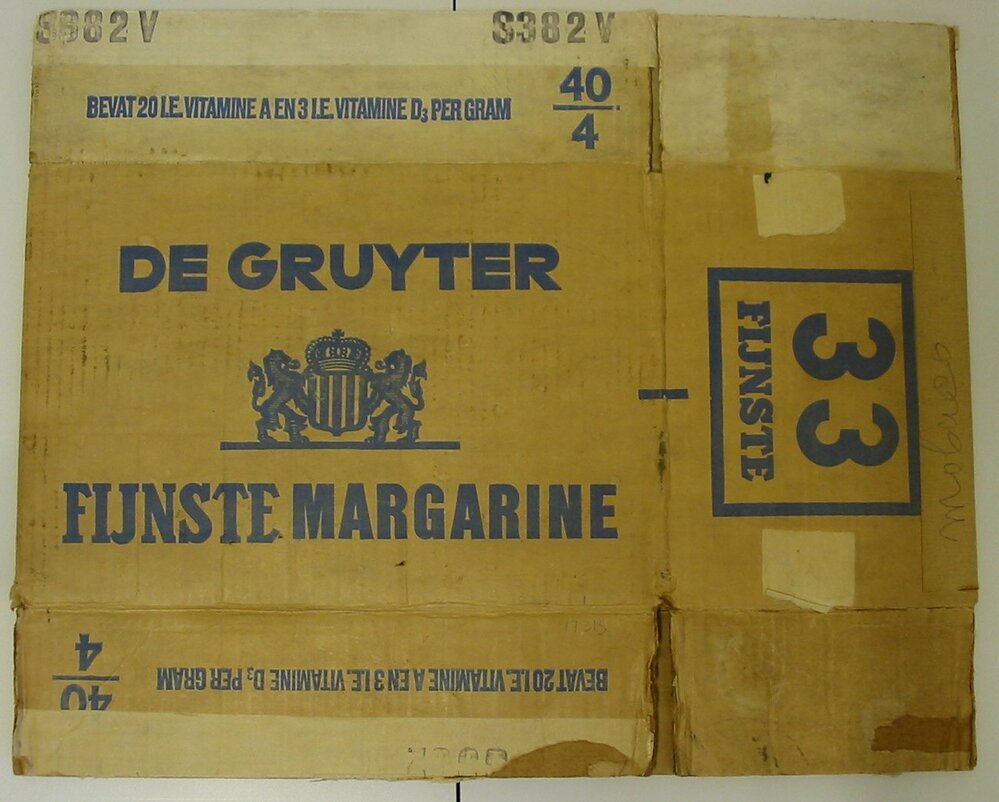 S382 V
S382 V
BEVAT 20 I.E. VITAMINE A EN 3 I.E. VITAMINE D3 PER GRAM
40
4
DE GRUYTER
FIJNSTE MARGARINE
33
FIJNSTE
40
4
BEVAT 20 I.E. VITAMINE A EN 3 I.E. VITAMINE D3 PER GRAM